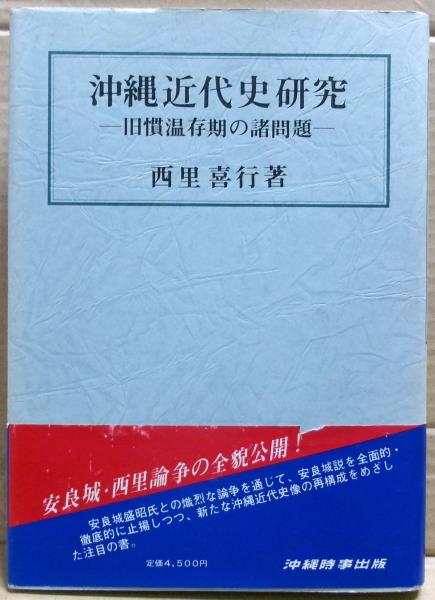 沖縄近代史研究
―旧慣温存期の諸問題―
西里喜行著
安良城・西里論争の全貌公開！
安良城盛昭氏との熾烈な論争を通じて、安良城説を全面的・
徹底的に止揚しつつ、新たな沖縄近代史像の再構成をめざし
た注目の書。
定価4,500円
沖縄時事出版